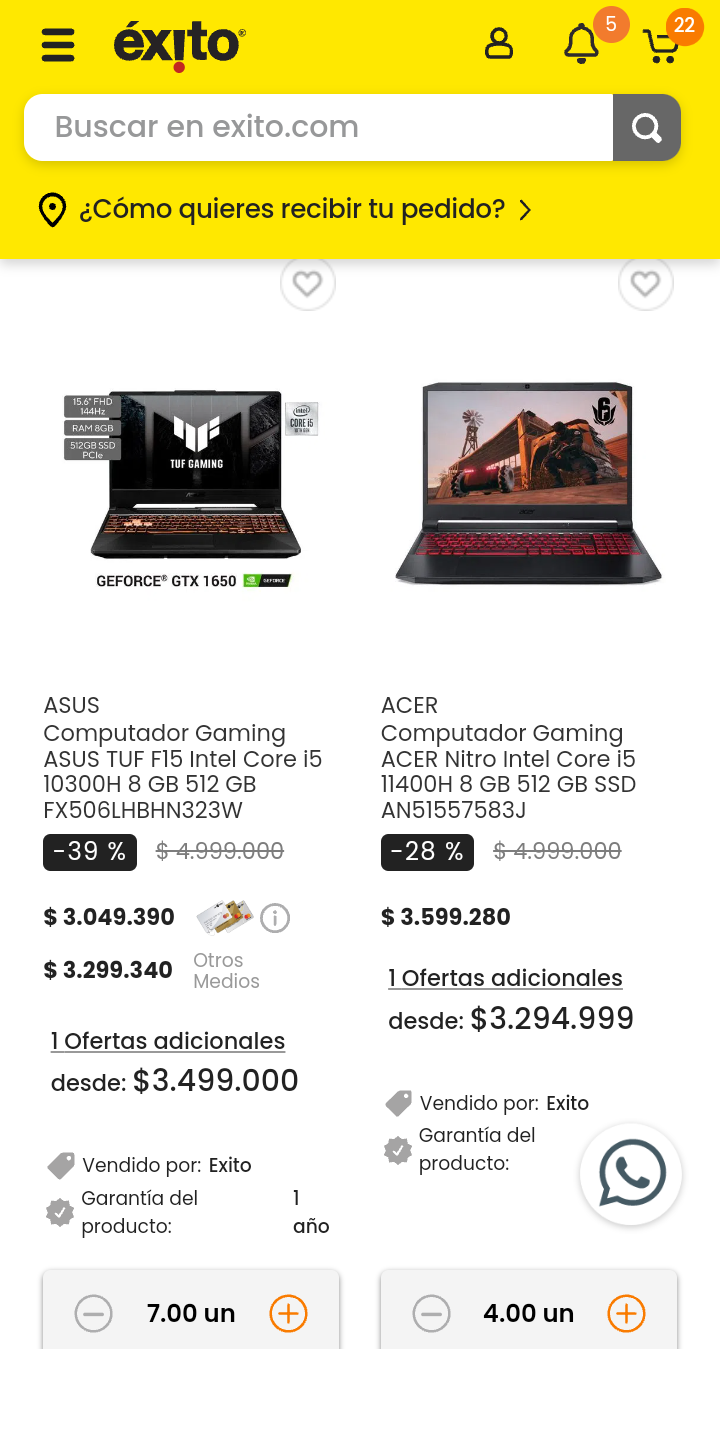 éxito®
5
22
Buscar en exito.com
¿Cómo quieres recibir tu pedido?
15.6" FHD
144Hz
RAM 8GB
512GB SSD
PCIe
intel
CORE i5
TUF GAMING
GEFORCE® GTX 1650
GEFORCE
acer
ASUS
Computador Gaming
ASUS TUF F15 Intel Core i5
10300H 8 GB 512 GB
FX506LHBHN323W
-39 %
$ 4.999.000
$ 3.049.390
$ 3.299.340
Otros
Medios
1 Ofertas adicionales
desde: $3.499.000
Vendido por: Exito
Garantía del
producto:
1
año
7.00 un
ACER
Computador Gaming
ACER Nitro Intel Core i5
11400H 8 GB 512 GB SSD
AN51557583J
-28 %
$ 4.999.000
$ 3.599.280
1 Ofertas adicionales
desde: $3.294.999
Vendido por: Exito
Garantía del
producto:
4.00 un